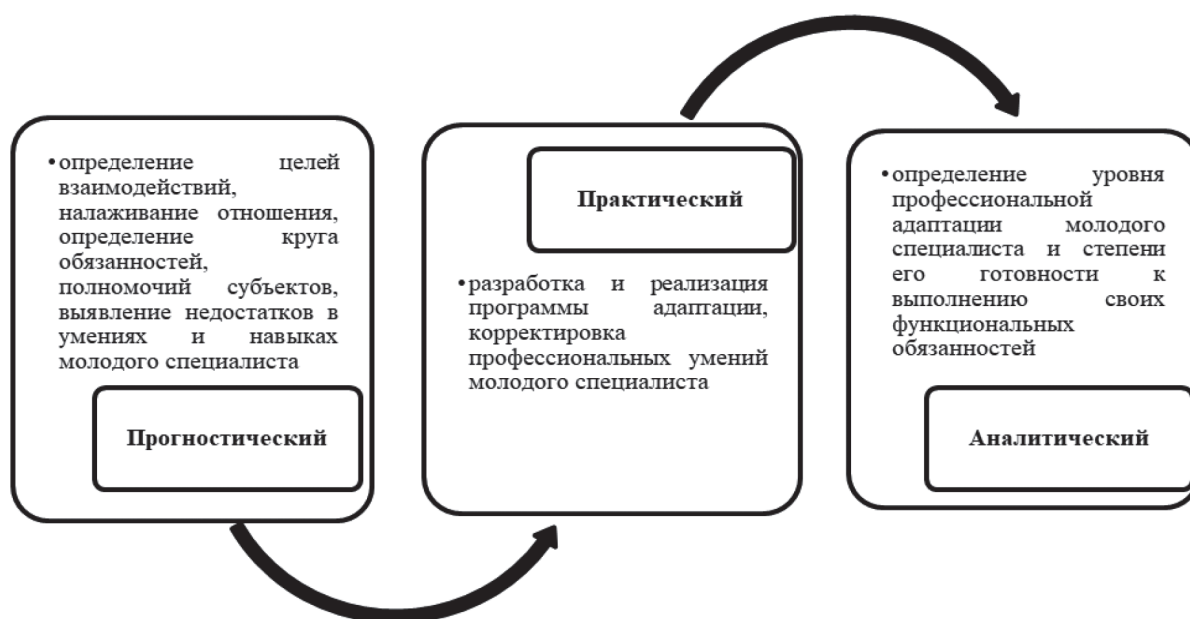 •определение целей
взаимодействий,
налаживание отношения,
определение круга
обязанностей,
полномочий субъектов,
выявление недостатков в
умениях и навыках
молодого специалиста
Прогностический
Практический
•разработка и реализация
программы адаптации,
корректировка
профессиональных умений
молодого специалиста
•определение уровня
профессиональной
адаптации молодого
специалиста и степени
его готовности к
выполнению своих
функциональных
обязанностей
Аналитический